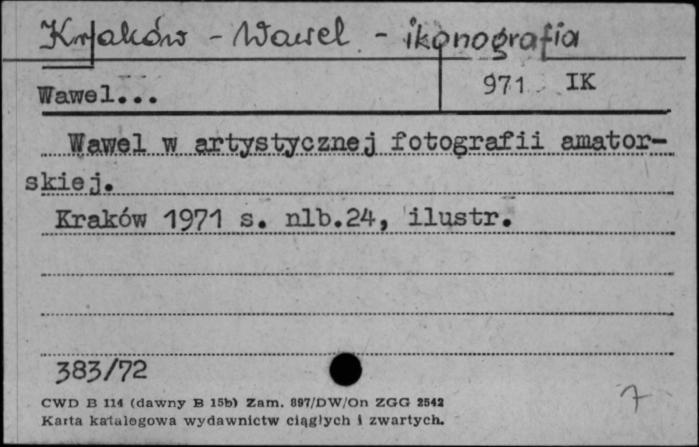 Kraków - Wawel - ikonografia
Wawel... 971 IK
Wawel w artystycznej fotografii amator-
skiej.
Kraków 1971 s. nlb.24, ilustr.
383/72
CWD B 114 (dawny B 15b) Zam. 897/DW/On ZGG 2542
Karta katalogowa wydawnictw ciągłych i zwartych.
7